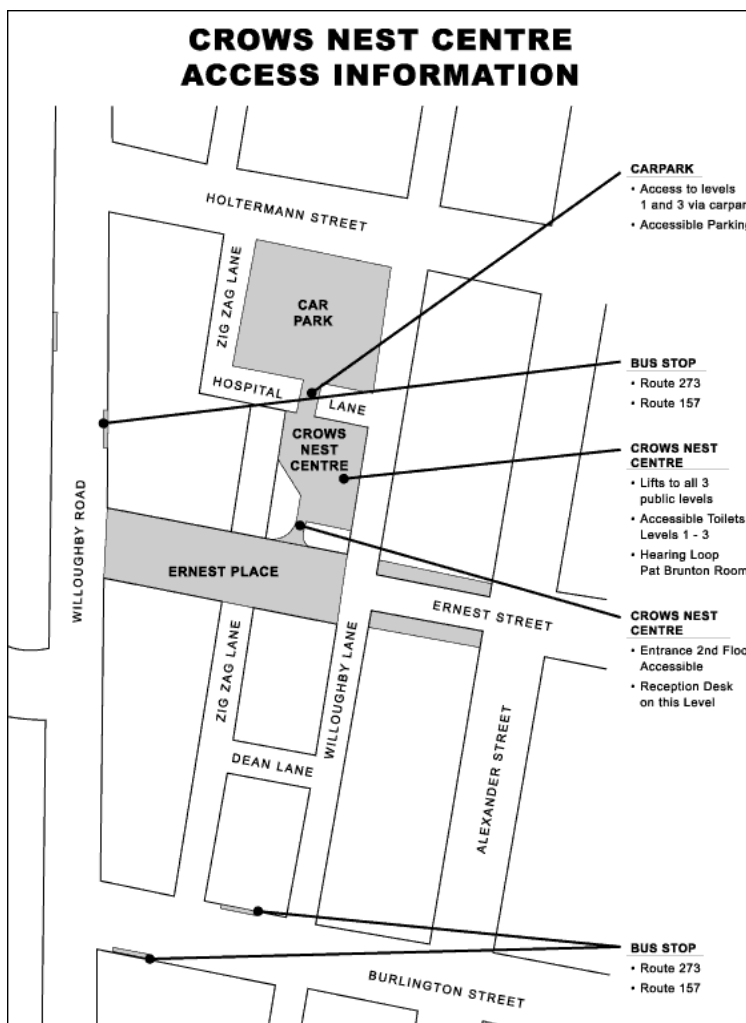 CROWS NEST CENTRE
ACCESS INFORMATION
CARPARK
• Access to levels
1 and 3 via carpar
• Accessible Parking
HOLTERMANN STREET
ZIG ZAG LANE
CAR
PARK
BUS STOP
• Route 273
• Route 157
HOSPITAL
LANE
CROWS
NEST
CENTRE
CROWS NEST
CENTRE
• Lifts to all 3
public levels
• Accessible Toilets
Levels 1 - 3
• Hearing Loop
Pat Brunton Room
WILLOUGHBY ROAD
ERNEST PLACE
ERNEST STREET
CROWS NEST
CENTRE
• Entrance 2nd Floo
Accessible
• Reception Desk
on this Level
ZIG ZAG LANE
WILLOUGHBY LANE
ALEXANDER STREET
DEAN LANE
BUS STOP
• Route 273
• Route 157
BURLINGTON STREET